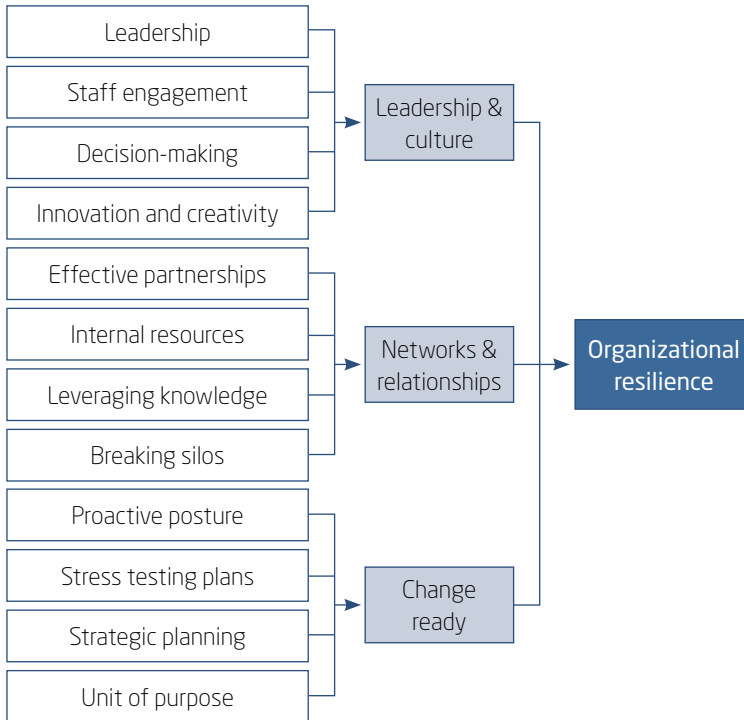 Leadership
Staff engagement
Decision-making
Innovation and creativity
Effective partnerships
Internal resources
Leveraging knowledge
Breaking silos
Proactive posture
Stress testing plans
Strategic planning
Unit of purpose
Leadership &
culture
Networks &
relationships
Change
ready
Organizational
resilience